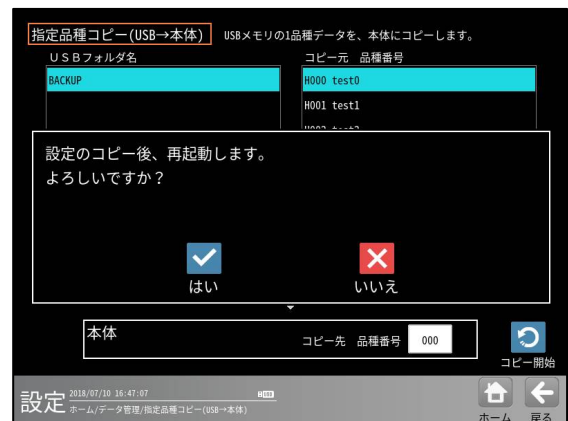 指定品種コピー(USB→本体) USBメモリの1品種データを、本体にコピーします。
USBフォルダ名 コピー元 品種番号
BACKUP H000 test0
H001 test1
設定のコピー後、再起動します。
よろしいですか？
はい いいえ
本体 コピー先 品種番号 000
コピー開始
設定 2018/07/10 16:47:07
ホーム/データ管理/指定品種コピー(USB→本体)
ホーム 戻る